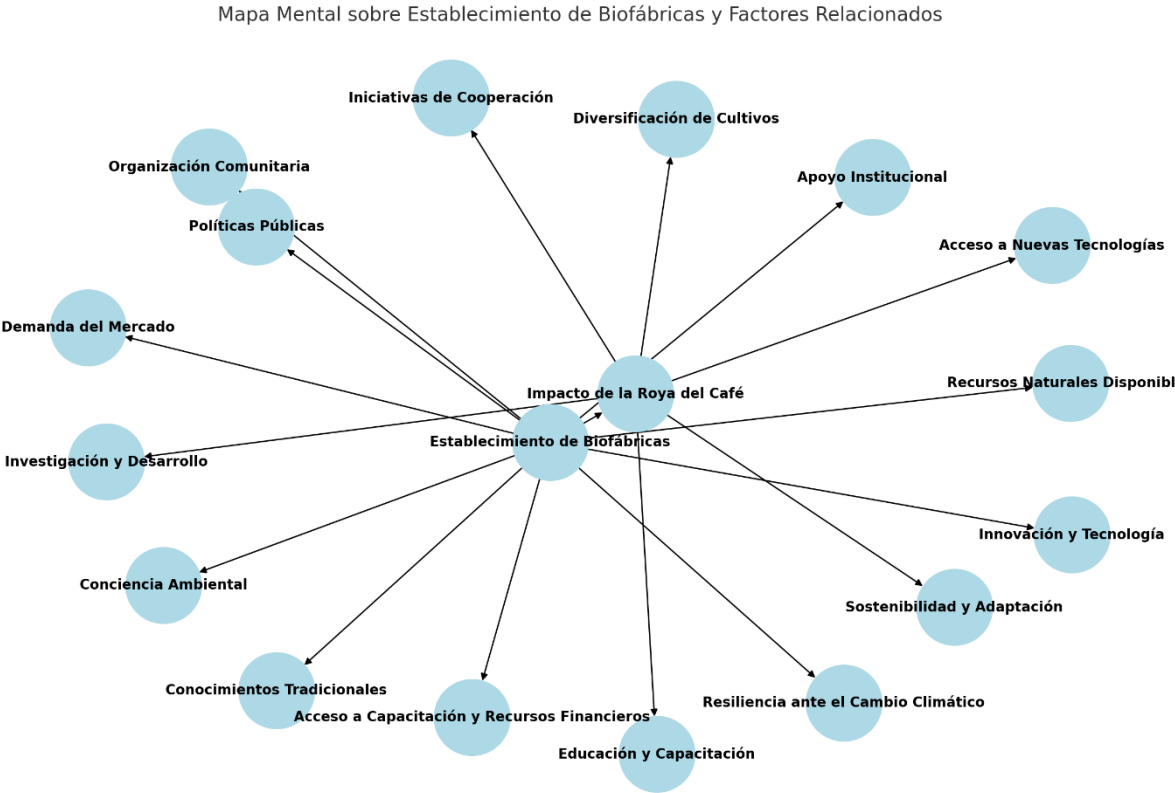 Mapa Mental sobre Establecimiento de Biofábricas y Factores Relacionados
Iniciativas de Cooperación
Diversificación de Cultivos
Organización Comunitaria
Apoyo Institucional
Políticas Públicas
Acceso a Nuevas Tecnologías
Demanda del Mercado
Recursos Naturales Disponibl
Impacto de la Roya del Café
Establecimiento de Biofábricas
Investigación y Desarrollo
Innovación y Tecnología
Conciencia Ambiental
Sostenibilidad y Adaptación
Conocimientos Tradicionales
Resiliencia ante el Cambio Climático
Acceso a Capacitación y Recursos Financieros
Educación y Capacitación